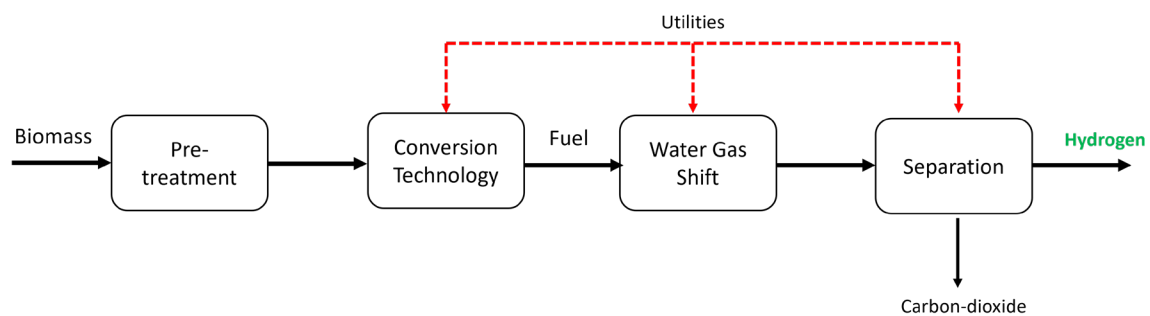 Utilities
Biomass
Pre-
treatment
Conversion
Technology
Fuel
Water Gas
Shift
Separation
Hydrogen
Carbon-dioxide